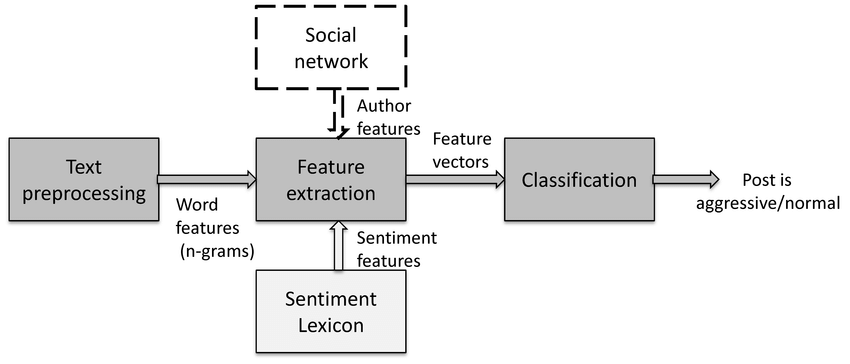 Social
network
Author
features
Text
preprocessing
Word
features
(n-grams)
Feature
extraction
Feature
vectors
Classification
Post is
aggressive/normal
Sentiment
features
Sentiment
Lexicon